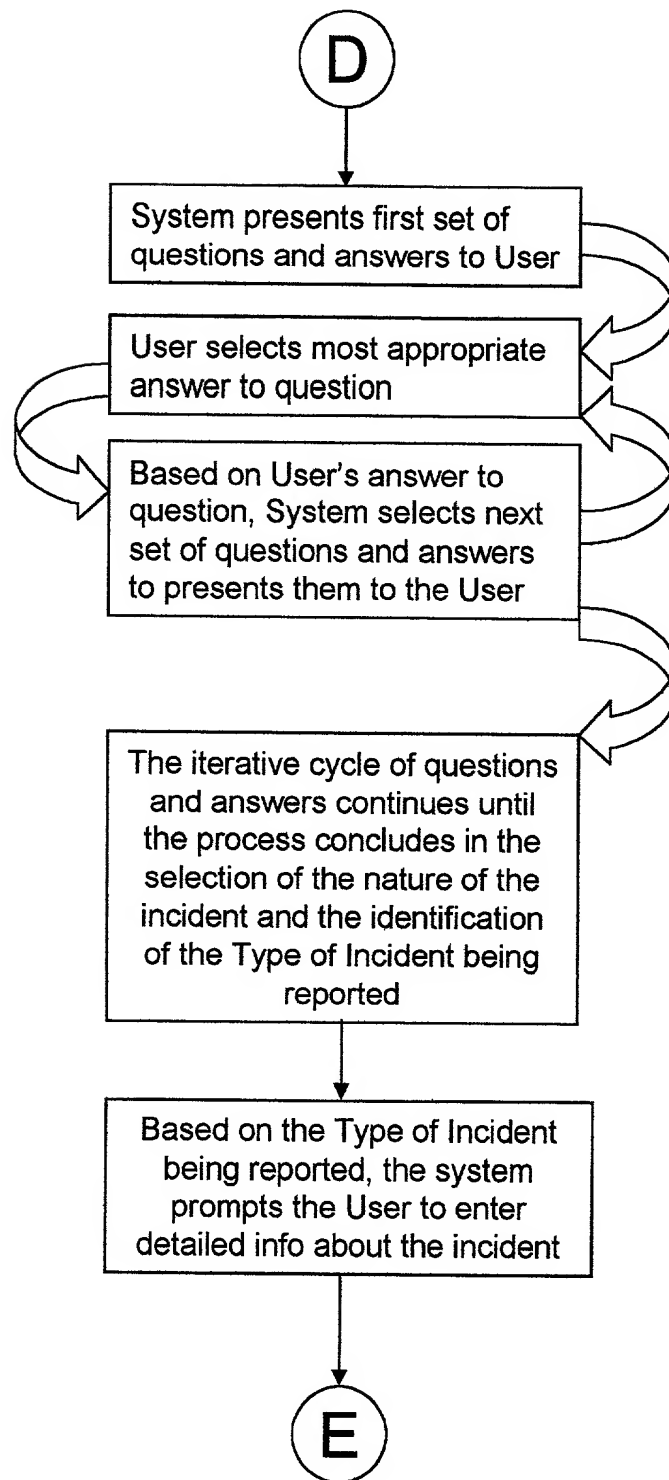 D
System presents first set of
questions and answers to User
User selects most appropriate
answer to question
Based on User's answer to
question, System selects next
set of questions and answers
to presents them to the User
The iterative cycle of questions
and answers continues until
the process concludes in the
selection of the nature of the
incident and the identification
of the Type of Incident being
reported
Based on the Type of Incident
being reported, the system
prompts the User to enter
detailed info about the incident
E